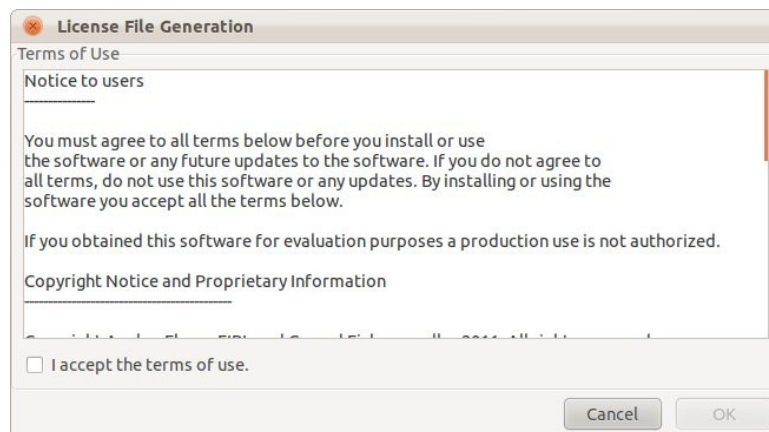 License File Generation
Terms of Use
Notice to users
---------------
You must agree to all terms below before you install or use
the software or any future updates to the software. If you do not agree to
all terms, do not use this software or any updates. By installing or using the
software you accept all the terms below.
If you obtained this software for evaluation purposes a production use is not authorized.
Copyright Notice and Proprietary Information
--------------------------------------------
I accept the terms of use.
Cancel
OK